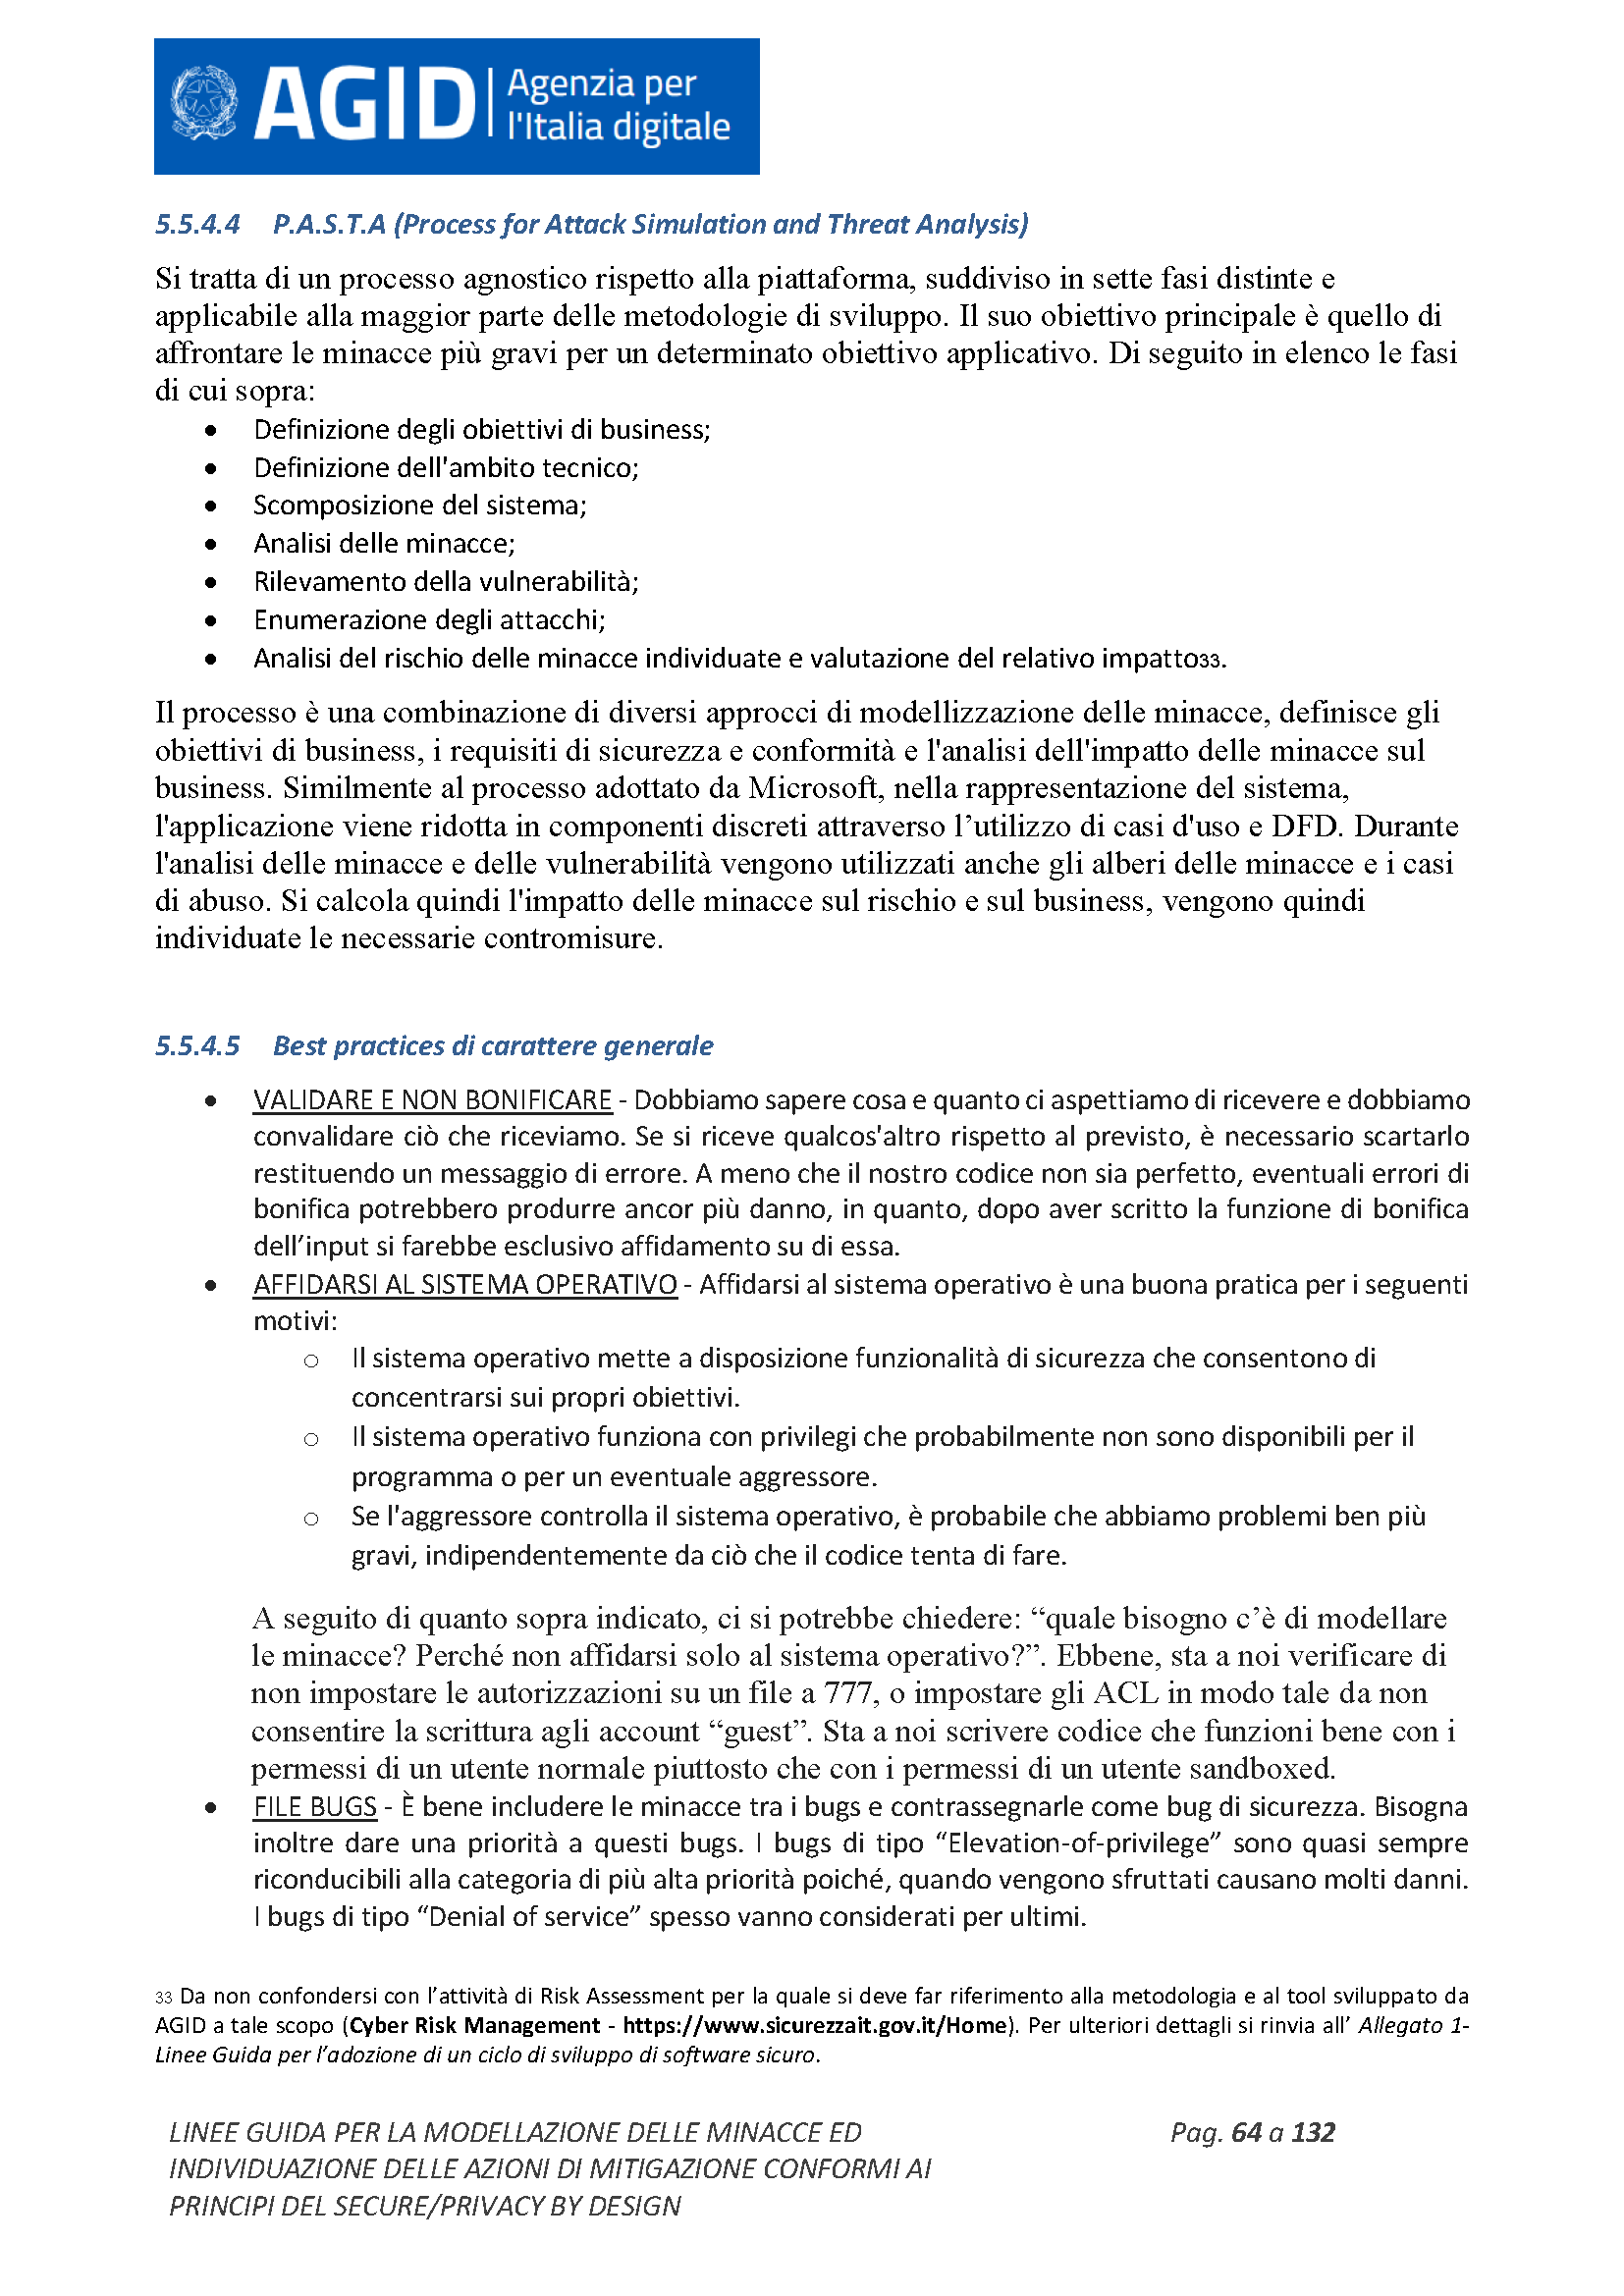 AGID Agenzia per
l'Italia digitale
5.5.4.4 P.A.S.T.A (Process for Attack Simulation and Threat Analysis)
Si tratta di un processo agnostico rispetto alla piattaforma, suddiviso in sette fasi distinte e
applicabile alla maggior parte delle metodologie di sviluppo. Il suo obiettivo principale è quello di
affrontare le minacce più gravi per un determinato obiettivo applicativo. Di seguito in elenco le fasi
di cui sopra:
• Definizione degli obiettivi di business;
• Definizione dell'ambito tecnico;
• Scomposizione del sistema;
• Analisi delle minacce;
• Rilevamento della vulnerabilità;
• Enumerazione degli attacchi;
• Analisi del rischio delle minacce individuate e valutazione del relativo impatto33.
Il processo è una combinazione di diversi approcci di modellizzazione delle minacce, definisce gli
obiettivi di business, i requisiti di sicurezza e conformità e l'analisi dell'impatto delle minacce sul
business. Similmente al processo adottato da Microsoft, nella rappresentazione del sistema,
l'applicazione viene ridotta in componenti discreti attraverso l’utilizzo di casi d'uso e DFD. Durante
l'analisi delle minacce e delle vulnerabilità vengono utilizzati anche gli alberi delle minacce e i casi
di abuso. Si calcola quindi l'impatto delle minacce sul rischio e sul business, vengono quindi
individuate le necessarie contromisure.
5.5.4.5 Best practices di carattere generale
• VALIDARE E NON BONIFICARE - Dobbiamo sapere cosa e quanto ci aspettiamo di ricevere e dobbiamo
convalidare ciò che riceviamo. Se si riceve qualcos'altro rispetto al previsto, è necessario scartarlo
restituendo un messaggio di errore. A meno che il nostro codice non sia perfetto, eventuali errori di
bonifica potrebbero produrre ancor più danno, in quanto, dopo aver scritto la funzione di bonifica
dell’input si farebbe esclusivo affidamento su di essa.
• AFFIDARSI AL SISTEMA OPERATIVO - Affidarsi al sistema operativo è una buona pratica per i seguenti
motivi:
○ Il sistema operativo mette a disposizione funzionalità di sicurezza che consentono di
concentrarsi sui propri obiettivi.
○ Il sistema operativo funziona con privilegi che probabilmente non sono disponibili per il
programma o per un eventuale aggressore.
○ Se l'aggressore controlla il sistema operativo, è probabile che abbiamo problemi ben più
gravi, indipendentemente da ciò che il codice tenta di fare.
A seguito di quanto sopra indicato, ci si potrebbe chiedere: “quale bisogno c’è di modellare
le minacce? Perché non affidarsi solo al sistema operativo?”. Ebbene, sta a noi verificare di
non impostare le autorizzazioni su un file a 777, o impostare gli ACL in modo tale da non
consentire la scrittura agli account “guest”. Sta a noi scrivere codice che funzioni bene con i
permessi di un utente normale piuttosto che con i permessi di un utente sandboxed.
• FILE BUGS - È bene includere le minacce tra i bugs e contrassegnarle come bug di sicurezza. Bisogna
inoltre dare una priorità a questi bugs. I bugs di tipo “Elevation-of-privilege” sono quasi sempre
riconducibili alla categoria di più alta priorità poiché, quando vengono sfruttati causano molti danni.
I bugs di tipo “Denial of service” spesso vanno considerati per ultimi.
33 Da non confondersi con l’attività di Risk Assessment per la quale si deve far riferimento alla metodologia e al tool sviluppato da
AGID a tale scopo (Cyber Risk Management - https://www.sicurezzait.gov.it/Home). Per ulteriori dettagli si rinvia all’ Allegato 1-
Linee Guida per l’adozione di un ciclo di sviluppo di software sicuro.
LINEE GUIDA PER LA MODELLAZIONE DELLE MINACCE ED Pag. 64 a 132
INDIVIDUAZIONE DELLE AZIONI DI MITIGAZIONE CONFORMI AI
PRINCIPI DEL SECURE/PRIVACY BY DESIGN